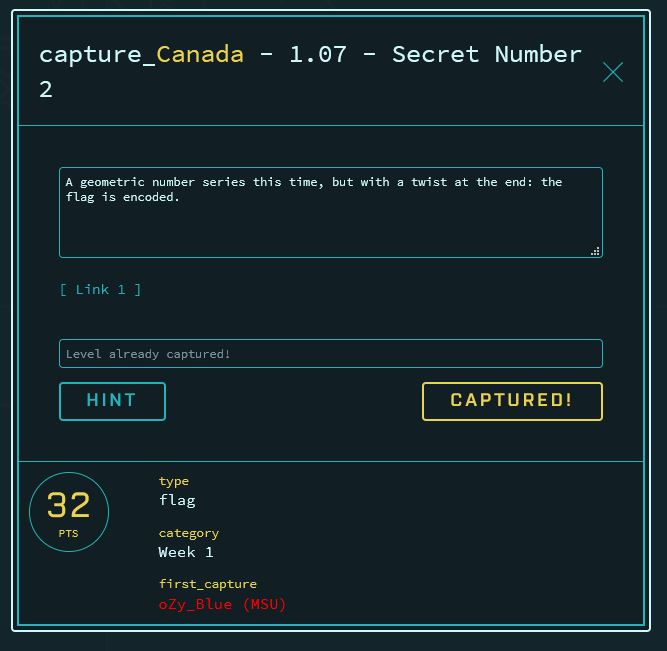 capture_Canada - 1.07 - Secret Number
2
A geometric number series this time, but with a twist at the end: the
flag is encoded.
[ Link 1 ]
Level already captured!
HINT
CAPTURED!
32
PTS
type
flag
category
Week 1
first_capture
oZy_Blue (MSU)